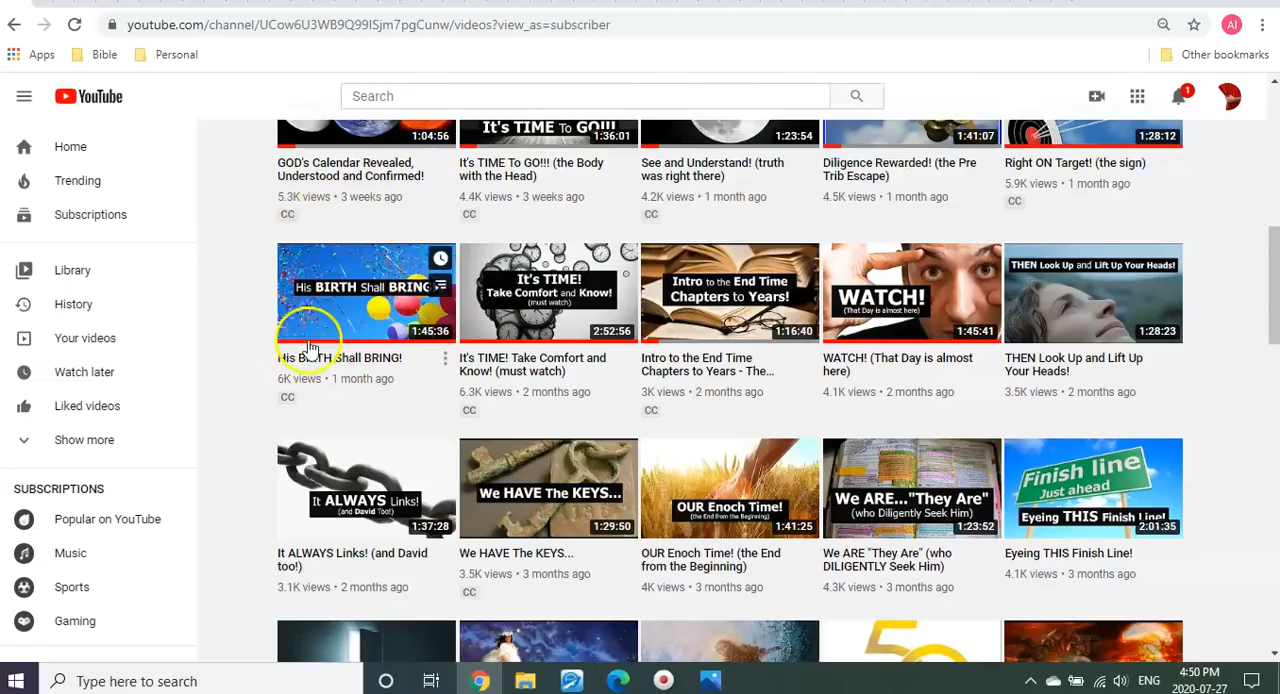 youtube.com/channel/UCow6U3WB9Q99ISjm7pgCunw/videos?view_as=subscriber
AI
Apps
Bible
Personal
Other bookmarks
YouTube
Search
1
Home
Trending
Subscriptions
Library
History
Your videos
Watch later
Liked videos
Show more
SUBSCRIPTIONS
Popular on YouTube
Music
Sports
Gaming
1:04:56
It's TIME To GO!!!
1:36:01
1:23:54
1:41:07
1:28:12
GOD's Calendar Revealed,
Understood and Confirmed!
5.3K views • 3 weeks ago
CC
It's TIME To GO!!! (the Body
with the Head)
4.4K views • 3 weeks ago
CC
See and Understand! (truth
was right there)
4.2K views • 1 month ago
CC
Diligence Rewarded! (the Pre
Trib Escape)
4.5K views • 1 month ago
Right ON Target! (the sign)
5.9K views • 1 month ago
CC
His BIRTH Shall BRING
1:45:36
His BIRTH Shall BRING!
6K views • 1 month ago
CC
It's TIME!
Take Comfort and Know!
(must watch)
2:52:56
It's TIME! Take Comfort and
Know! (must watch)
6.3K views • 2 months ago
CC
Intro to the End Time
Chapters to Years!
1:16:40
Intro to the End Time
Chapters to Years - The...
3K views • 2 months ago
CC
WATCH!
(That Day is almost here)
1:45:41
WATCH! (That Day is almost
here)
4.1K views • 2 months ago
THEN Look Up and Lift Up Your Heads!
1:28:23
THEN Look Up and Lift Up
Your Heads!
3.5K views • 2 months ago
It ALWAYS Links!
(and David Too!)
1:37:28
It ALWAYS Links! (and David
too!)
3.1K views • 2 months ago
We HAVE The KEYS...
1:29:50
We HAVE The KEYS...
3.5K views • 3 months ago
CC
OUR Enoch Time!
(the End from the Beginning)
1:41:25
OUR Enoch Time! (the End
from the Beginning)
4K views • 3 months ago
We ARE..."They Are"
(who Diligently Seek Him)
1:23:52
We ARE "They Are" (who
DILIGENTLY Seek Him)
4.3K views • 3 months ago
Finish line
Just ahead
Eyeing THIS Finish Line!
2:01:35
Eyeing THIS Finish Line!
4.1K views • 3 months ago
Type here to search
ENG
4:50 PM
2020-07-27